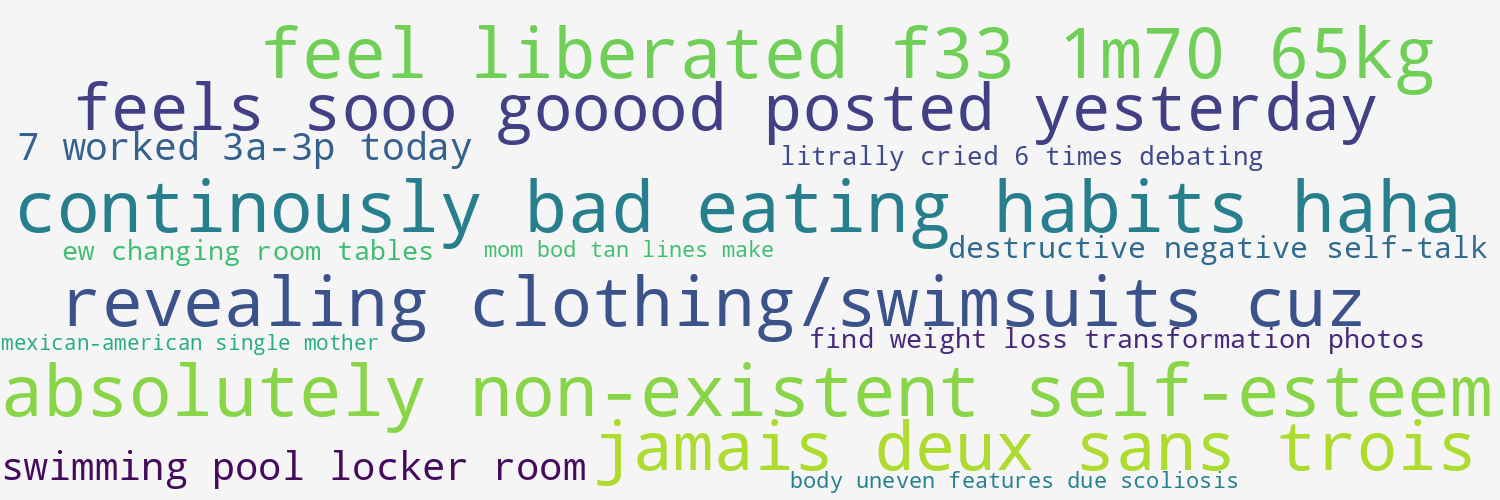 feel liberated f33 1m70 65kg
feels sooo gooood posted yesterday
7 worked 3a-3p today
litrally cried 6 times debating
continously bad eating habits haha
ew changing room tables
mom bod tan lines make
destructive negative self-talk
revealing clothing/swimsuits cuz
mexican-american single mother
find weight loss transformation photos
absolutely non-existent self-esteem
jamais deux sans trois
swimming pool locker room
body uneven features due scoliosis